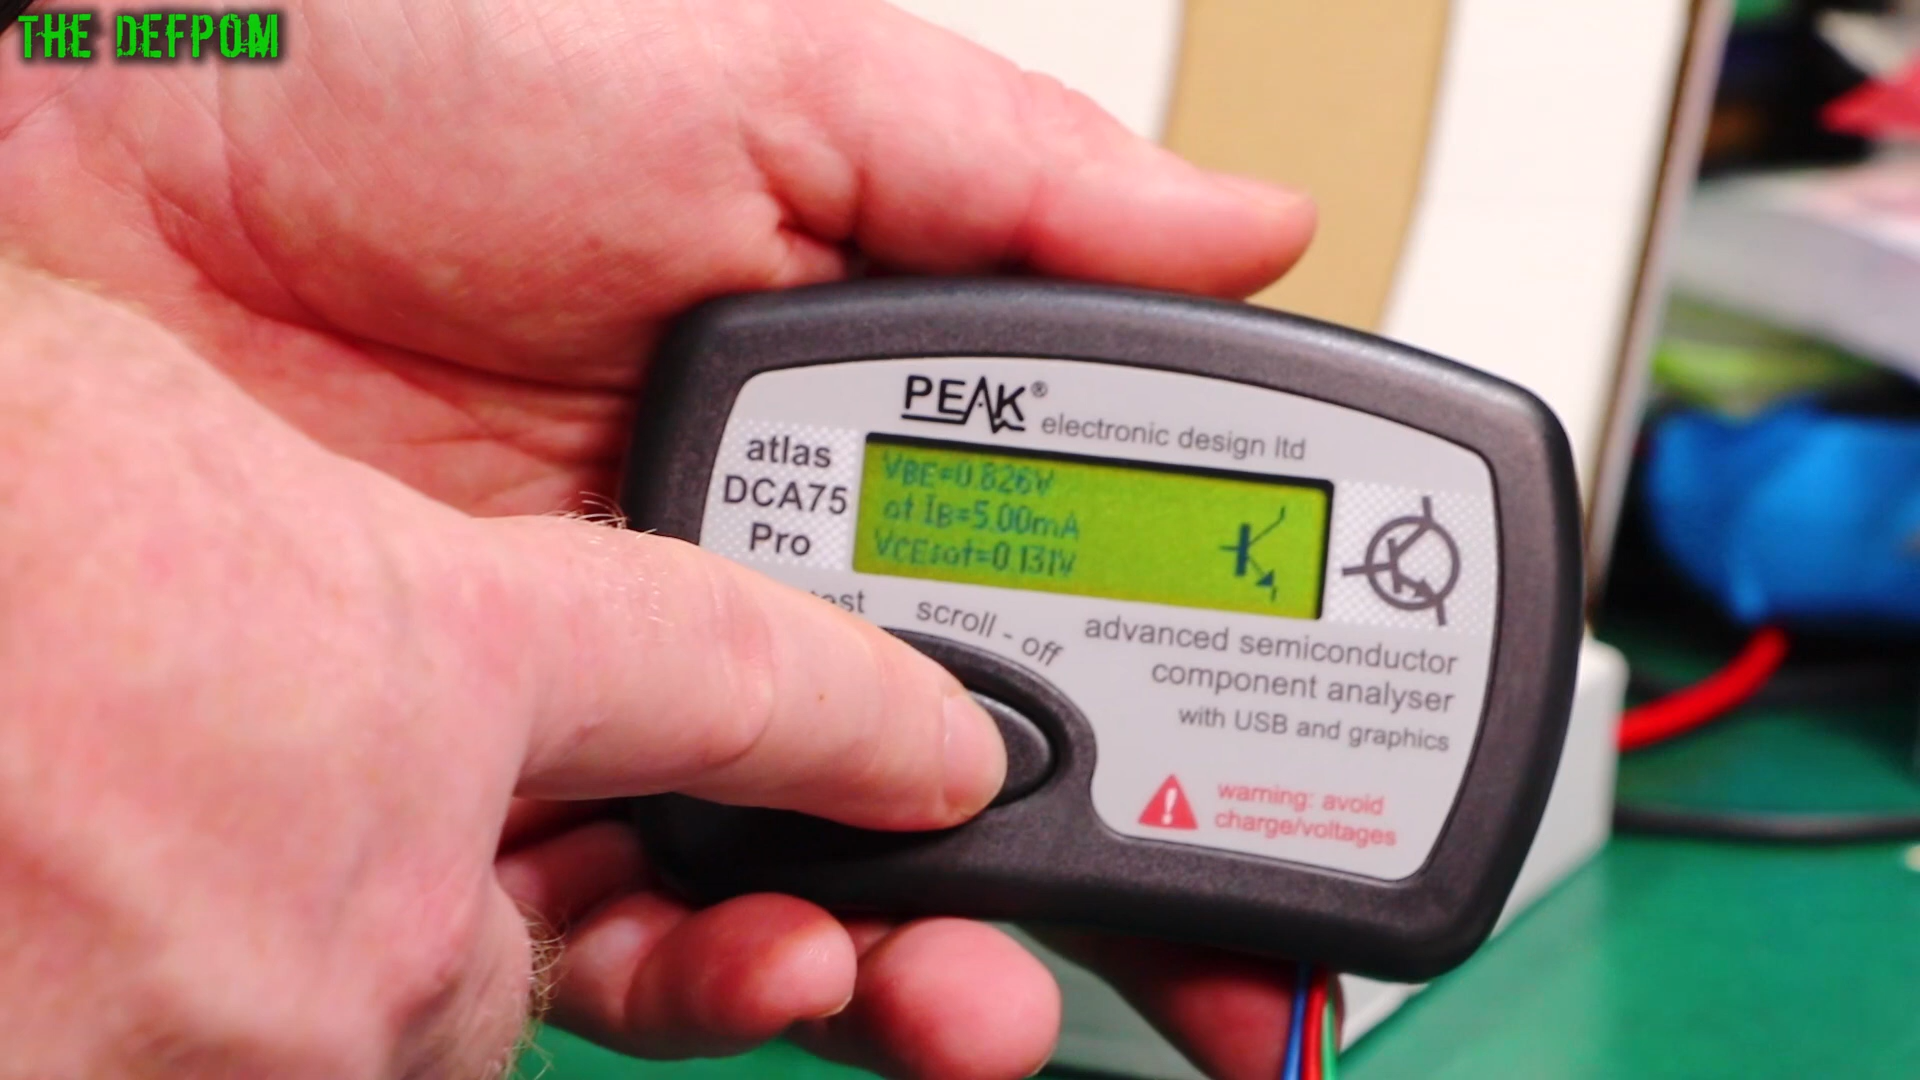 THE DEFPOM
PEAK® electronic design ltd
atlas
DCA75
Pro
VBE=0.826V
at IB=5.00mA
VCEsat=0.131V
scroll - off
advanced semiconductor
component analyser
with USB and graphics
warning: avoid
charge/voltages